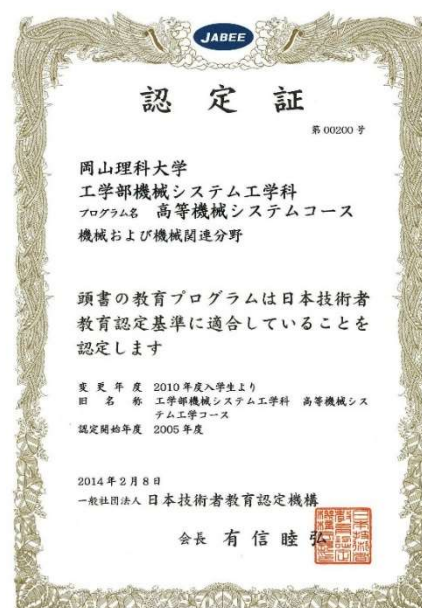 JABEE
認定証
第 00200 号
岡山理科大学
工学部機械システム工学科
プログラム名 高等機械システムコース
機械および機械関連分野
頭書の教育プログラムは日本技術者
教育認定基準に適合していることを
認定します
変更年度 2010年度入学生より
旧名称 工学部機械システム工学科 高等機械シス
テム工学コース
認定開始年度 2005年度
2014年2月8日
一般社団法人 日本技術者教育認定機構
会長 有信睦弘